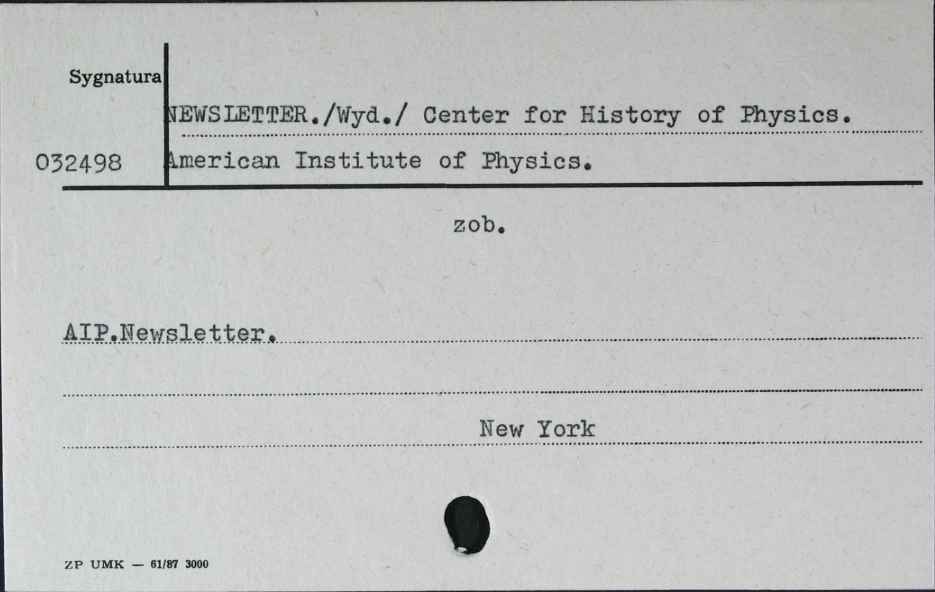 Sygnatura
NEWSLETTER./Wyd./ Center for History of Physics.
032498
American Institute of Physics.
zob.
AIP.Newsletter.
New York
ZP UMK — 61/87 3000